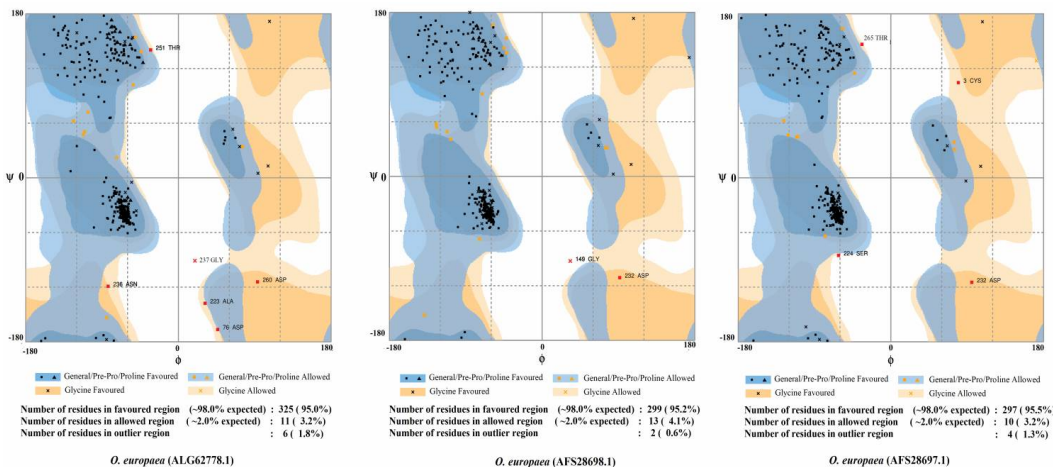 180
251 THR
ψ
0
237 GLY
236 ASN
260 ASP
223 ALA
76 ASP
-180
-180
0
180
ϕ
General/Pre-Pro/Proline Favoured
General/Pre-Pro/Proline Allowed
Glycine Favoured
Glycine Allowed
Number of residues in favoured region (~98.0% expected) : 325 (95.0%)
Number of residues in allowed region (~2.0% expected) : 11 ( 3.2%)
Number of residues in outlier region : 6 ( 1.8%)
O. europaea (ALG62778.1)
180
ψ
0
149 GLY
232 ASP
-180
-180
0
180
ϕ
General/Pre-Pro/Proline Favoured
General/Pre-Pro/Proline Allowed
Glycine Favoured
Glycine Allowed
Number of residues in favoured region (~98.0% expected) : 299 (95.2%)
Number of residues in allowed region (~2.0% expected) : 13 ( 4.1%)
Number of residues in outlier region : 2 ( 0.6%)
O. europaea (AFS28698.1)
180
265 THR
3 CYS
ψ
0
224 SER
232 ASP
-180
-180
0
180
ϕ
General/Pre-Pro/Proline Favoured
General/Pre-Pro/Proline Allowed
Glycine Favoured
Glycine Allowed
Number of residues in favoured region (~98.0% expected) : 297 (95.5%)
Number of residues in allowed region (~2.0% expected) : 10 ( 3.2%)
Number of residues in outlier region : 4 ( 1.3%)
O. europaea (AFS28697.1)